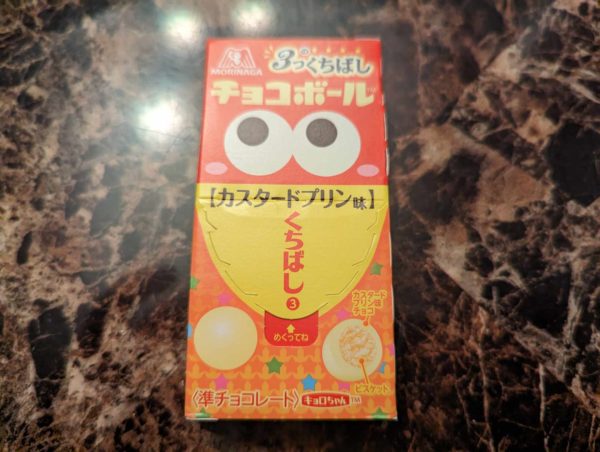 MORINAGA
3つのくちばし
チョコボール
【カスタードプリン味】
くちばし
3
めくってね
カスタード
プリン味
チョコ
ビスケット
〈準チョコレート〉キョロちゃん™